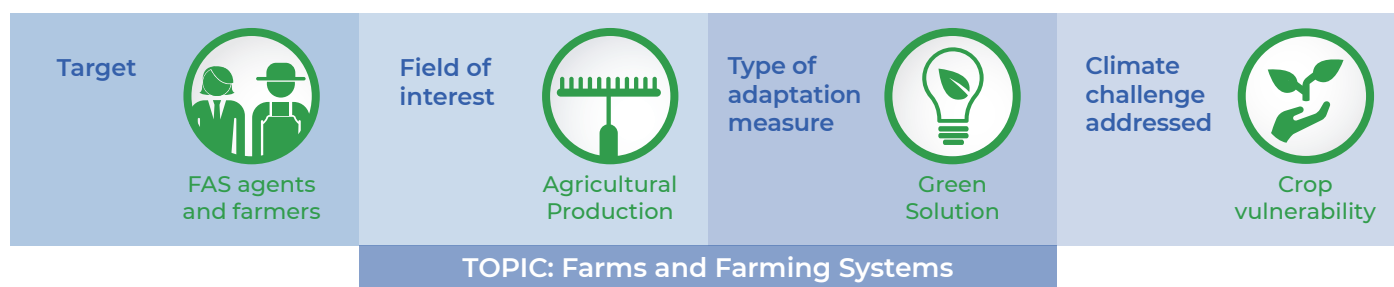 Target
FAS agents
and farmers
Field of
interest
Agricultural
Production
Type of
adaptation
measure
Green
Solution
Climate
challenge
addressed
Crop
vulnerability
TOPIC: Farms and Farming Systems